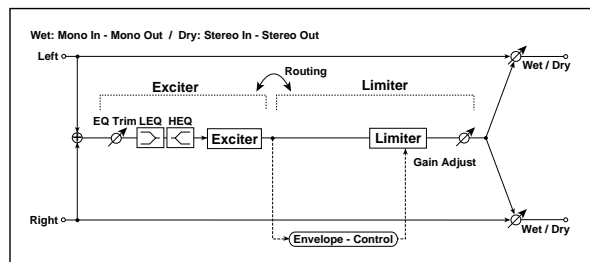 Wet: Mono In - Mono Out / Dry: Stereo In - Stereo Out
Left
Wet / Dry
Routing
Exciter
Limiter
EQ Trim LEQ HEQ
Exciter
Limiter
Gain Adjust
Right
Wet / Dry
Envelope - Control